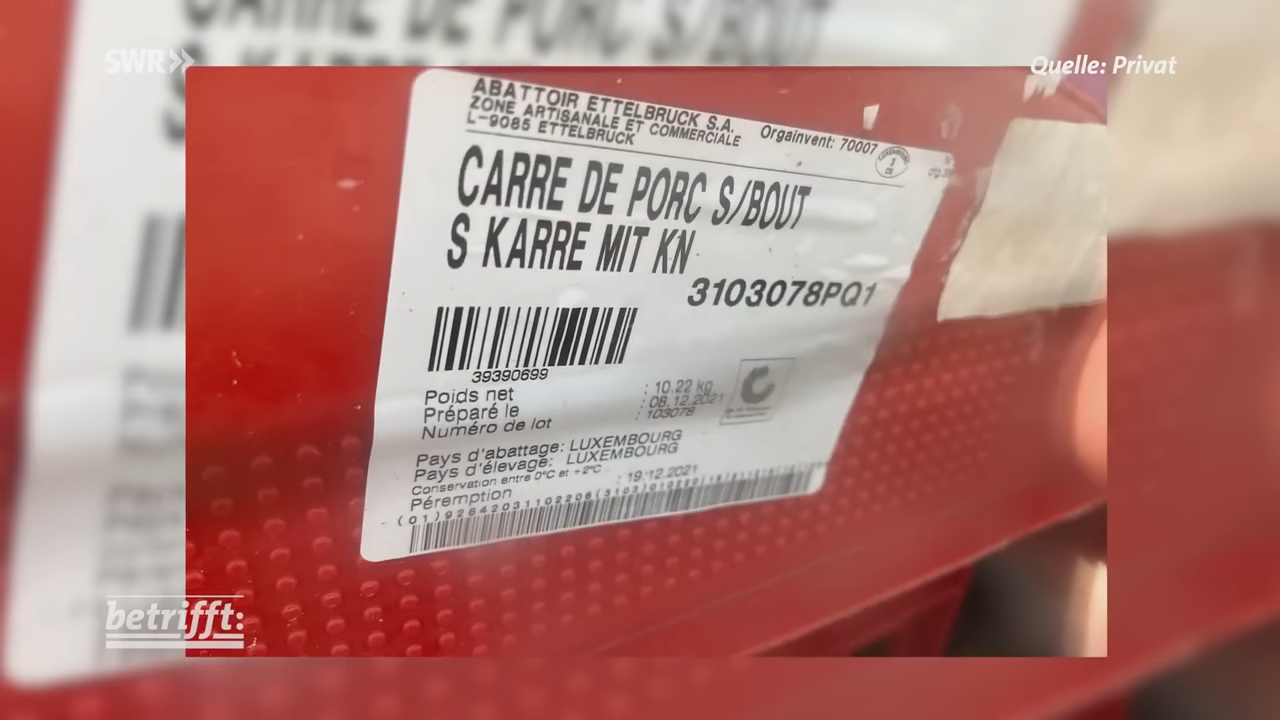 SWR
Quelle: Privat
ABATTOIR ETTELBRUCK S.A.
ZONE ARTISANALE ET COMMERCIALE
L-9085 ETTELBRUCK
Orgainvent: 70007
CARRE DE PORC S/BOUT
S KARRE MIT KN
3103078PQ1
39390699
Poids net : 10.22 kg
Préparé le : 08.12.2021
Numéro de lot : 103078
Pays d'abattage: LUXEMBOURG
Pays d'élevage: LUXEMBOURG
Conservation entre 0°C et +2°C
Péremption : 19.12.2021
betrifft: